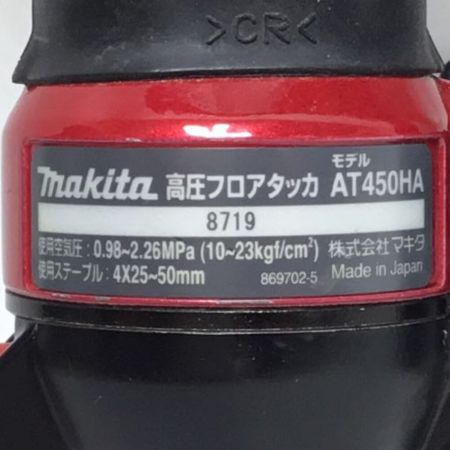 >CR<
makita 高圧フロアタッカ モデル AT450HA
8719
使用空気圧：0.98~2.26MPa (10~23kgf/cm²) 株式会社マキタ
使用ステープル：4X25~50mm 869702-5 Made in Japan